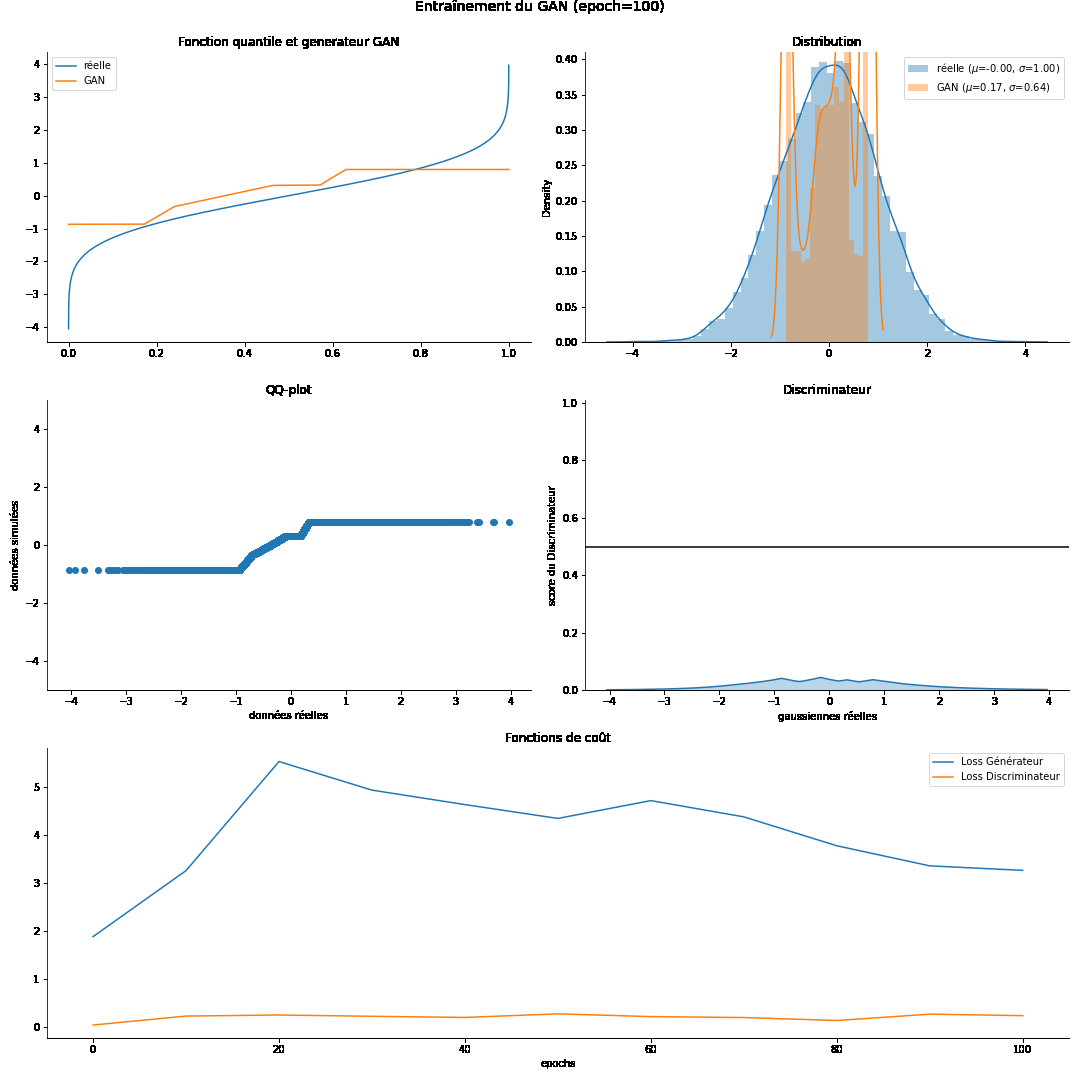 Entraînement du GAN (epoch=100)
Fonction quantile et generateur GAN
réelle
GAN
4
3
2
1
0
−1
−2
−3
−4
0.0 0.2 0.4 0.6 0.8 1.0
Distribution
réelle (μ=-0.00, σ=1.00)
GAN (μ=0.17, σ=0.64)
Density
0.40
0.35
0.30
0.25
0.20
0.15
0.10
0.05
0.00
−4 −2 0 2 4
QQ-plot
données simulées
4
2
0
−2
−4
−4 −3 −2 −1 0 1 2 3 4
données réelles
Discriminateur
score du Discriminateur
1.0
0.8
0.6
0.4
0.2
0.0
−4 −3 −2 −1 0 1 2 3 4
gaussiennes réelles
Fonctions de coût
Loss Générateur
Loss Discriminateur
5
4
3
2
1
0
0 20 40 60 80 100
epochs